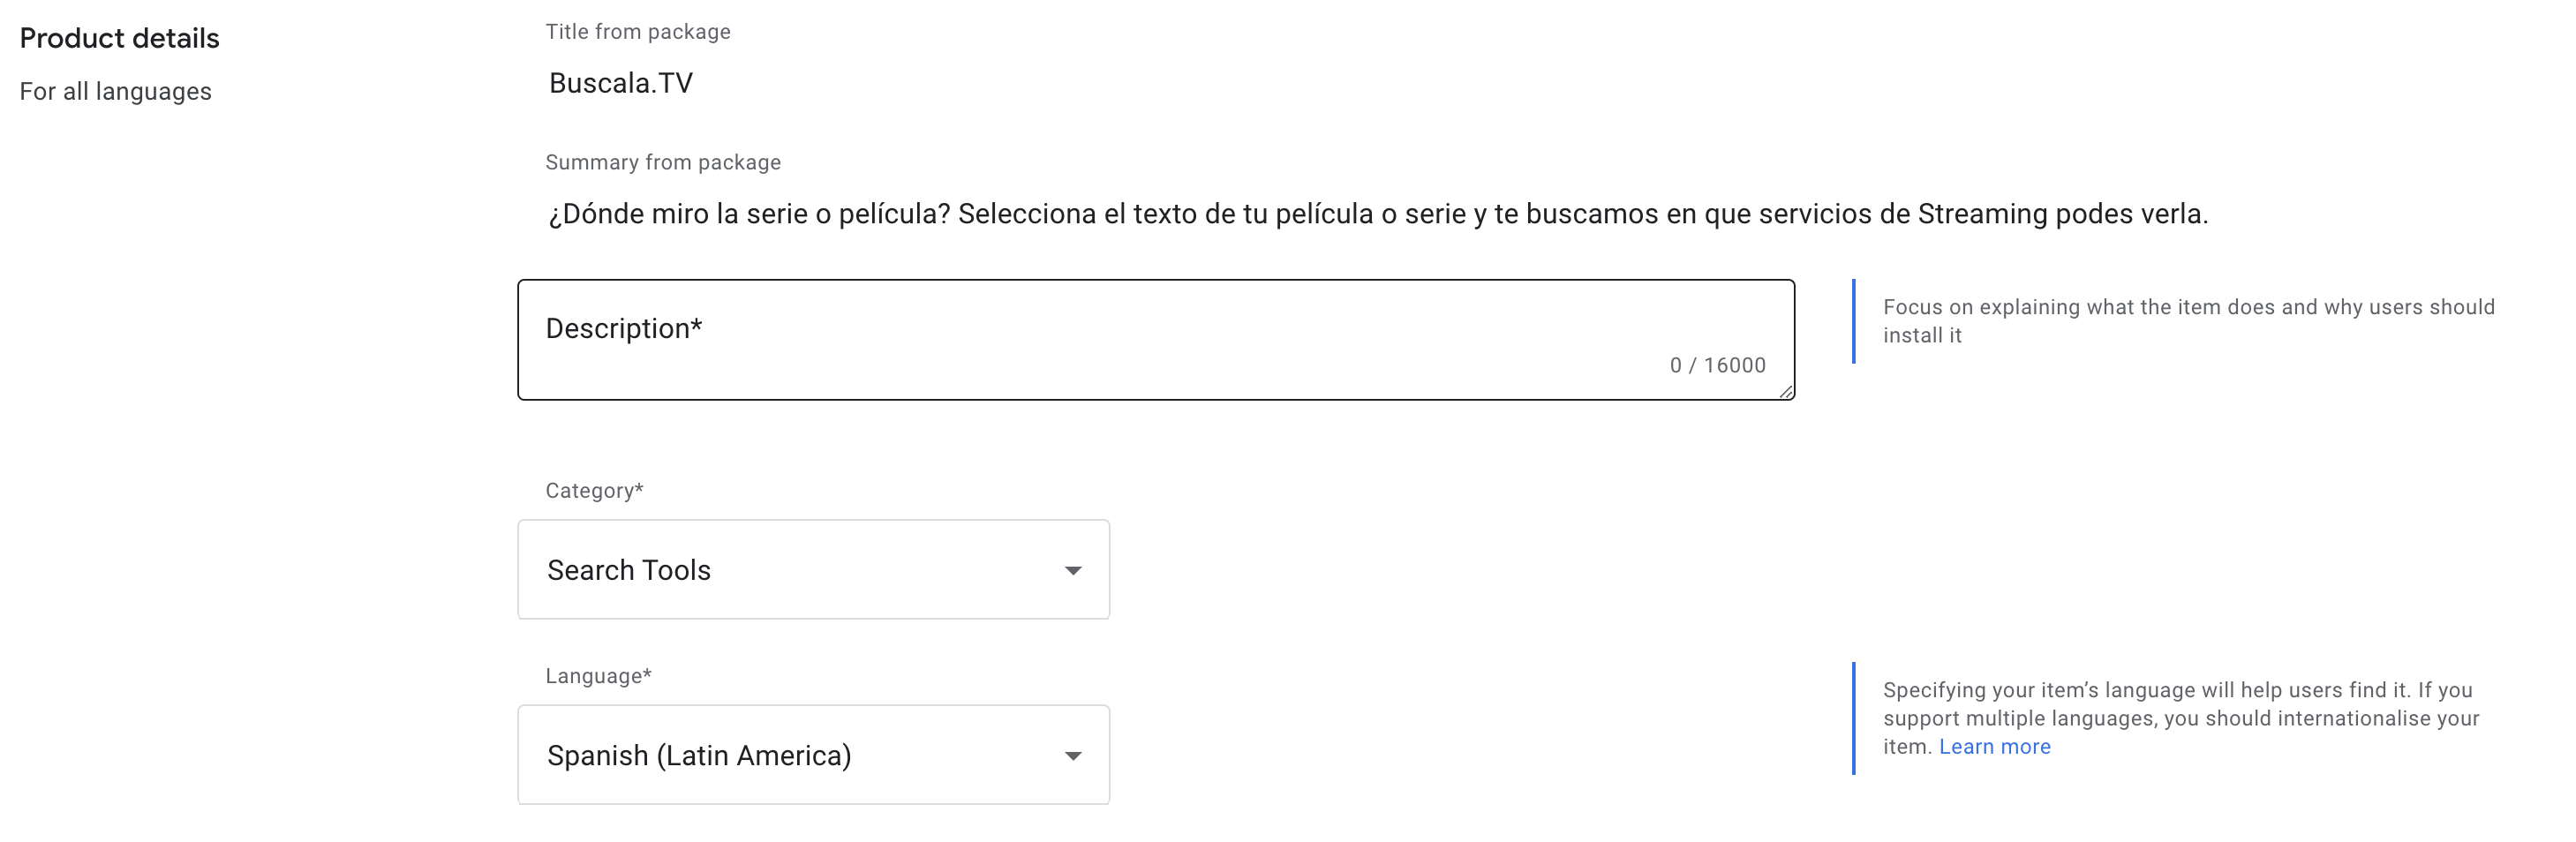 Product details
For all languages
Title from package
Buscala.TV
Summary from package
¿Dónde miro la serie o película? Selecciona el texto de tu película o serie y te buscamos en que servicios de Streaming podes verla.
Description*
0 / 16000
Focus on explaining what the item does and why users should
install it
Category*
Search Tools
Language*
Spanish (Latin America)
Specifying your item’s language will help users find it. If you
support multiple languages, you should internationalise your
item. Learn more